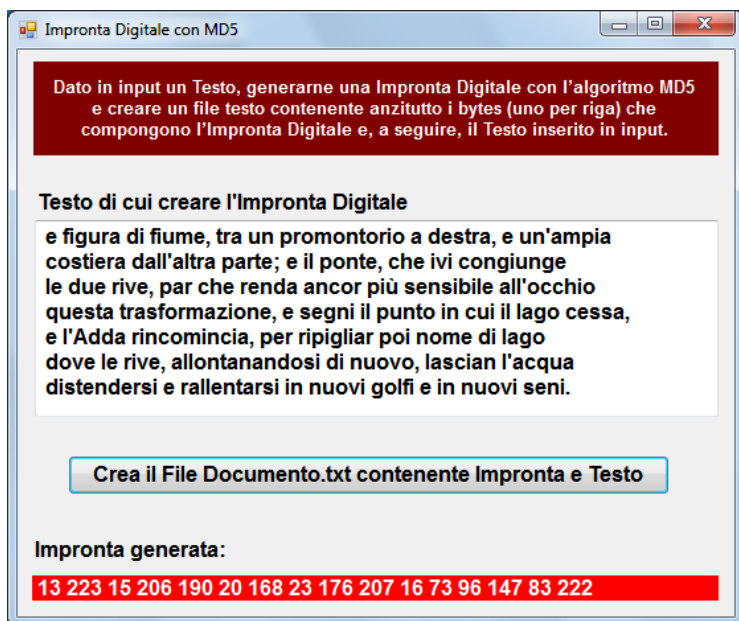 Impronta Digitale con MD5
Dato in input un Testo, generarne una Impronta Digitale con l'algoritmo MD5
e creare un file testo contenente anzitutto i bytes (uno per riga) che
compongono l'Impronta Digitale e, a seguire, il Testo inserito in input.
Testo di cui creare l'Impronta Digitale
e figura di fiume, tra un promontorio a destra, e un'ampia
costiera dall'altra parte; e il ponte, che ivi congiunge
le due rive, par che renda ancor più sensibile all'occhio
questa trasformazione, e segni il punto in cui il lago cessa,
e l'Adda rincomincia, per ripigliar poi nome di lago
dove le rive, allontanandosi di nuovo, lascian l'acqua
distendersi e rallentarsi in nuovi golfi e in nuovi seni.
Crea il File Documento.txt contenente Impronta e Testo
Impronta generata:
13 223 15 206 190 20 168 23 176 207 16 73 96 147 83 222